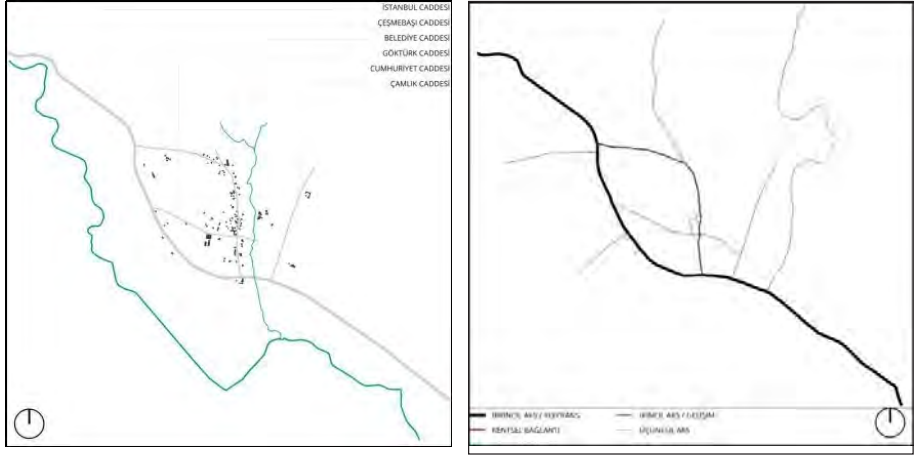 İSTANBUL CADDESİ
ÇEŞMEBAŞI CADDESİ
BELEDİYE CADDESİ
GÖKTÜRK CADDESİ
CUMHURİYET CADDESİ
ÇAMLIK CADDESİ
BİRİNCİL AKS /
İKİNCİL AKS / GELİŞİM
KENTSEL BAĞLANTI
ÜÇÜNCÜL AKS